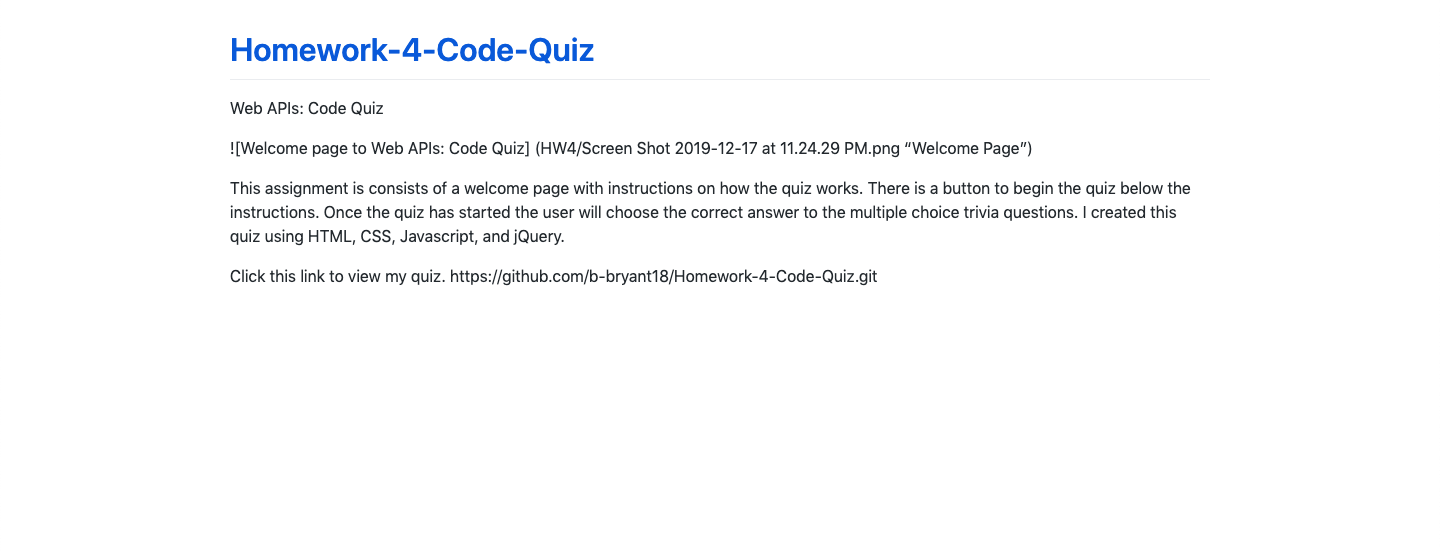 Homework-4-Code-Quiz
Web APIs: Code Quiz
![Welcome page to Web APIs: Code Quiz] (HW4/Screen Shot 2019-12-17 at 11.24.29 PM.png “Welcome Page”)
This assignment is consists of a welcome page with instructions on how the quiz works. There is a button to begin the quiz below the
instructions. Once the quiz has started the user will choose the correct answer to the multiple choice trivia questions. I created this
quiz using HTML, CSS, Javascript, and jQuery.
Click this link to view my quiz. https://github.com/b-bryant18/Homework-4-Code-Quiz.git